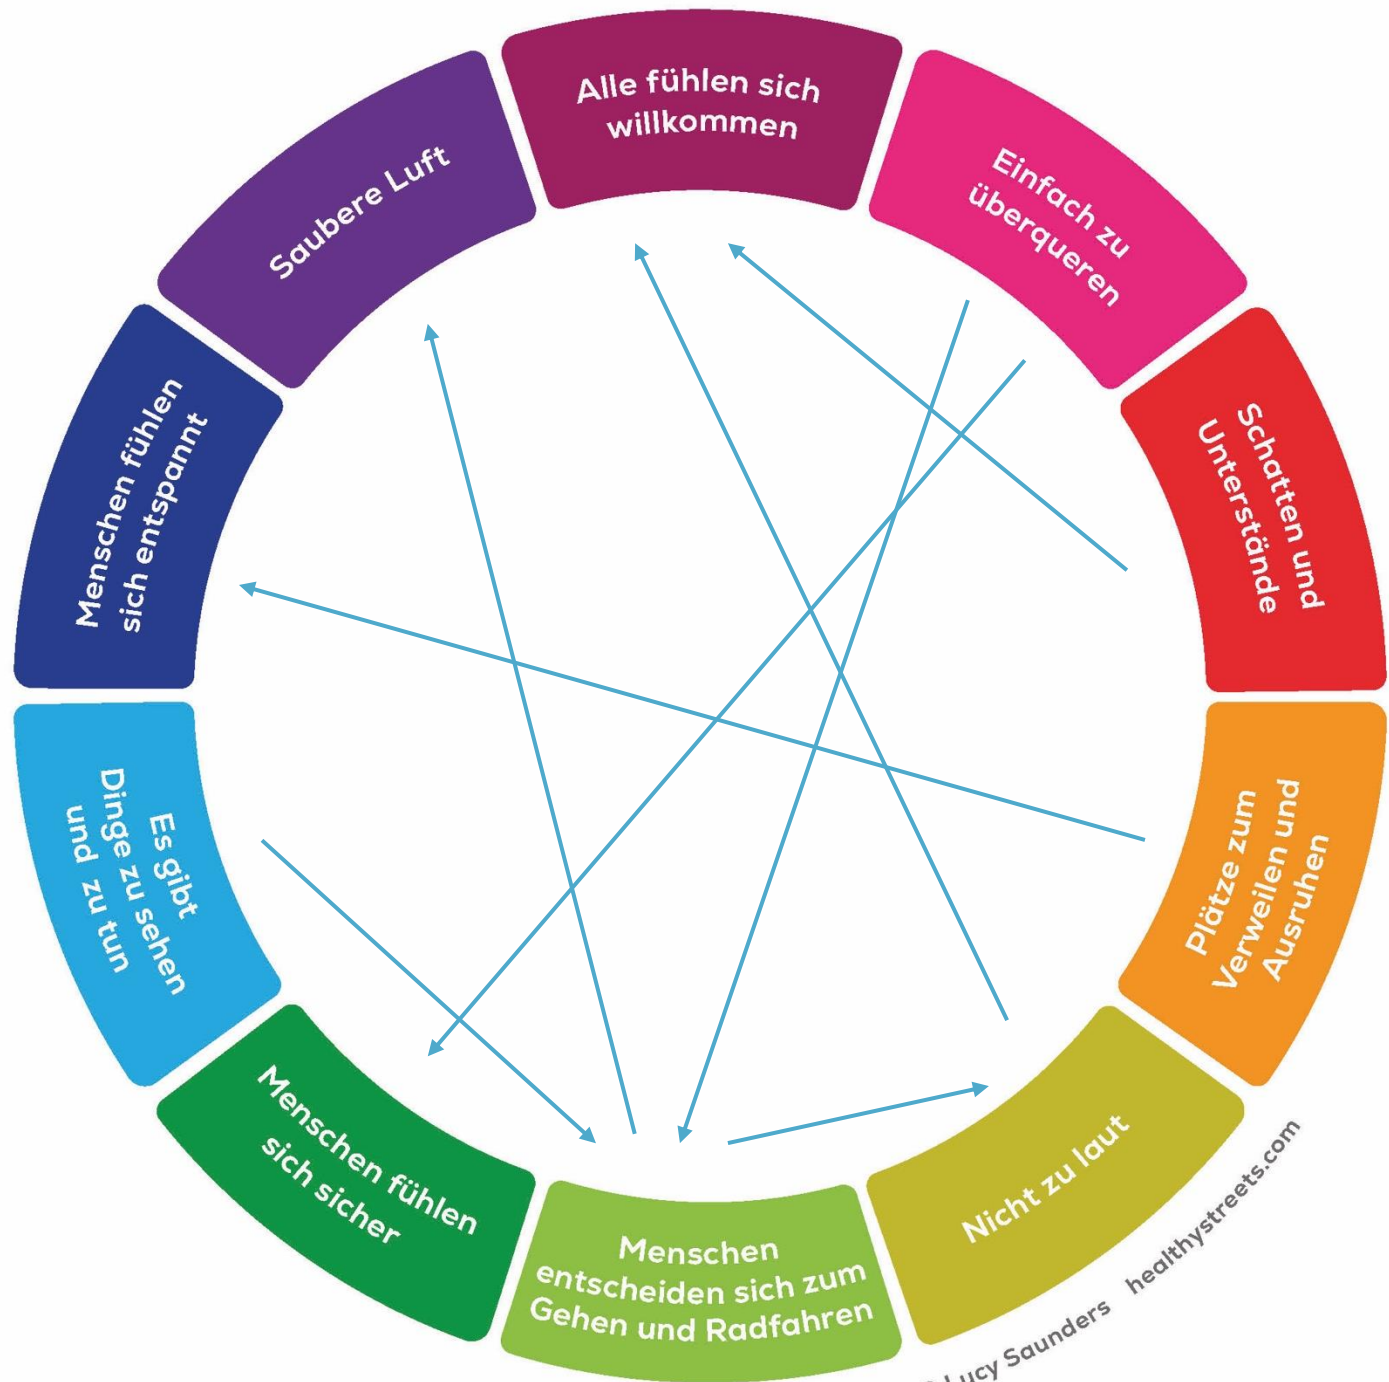 Alle fühlen sich
willkommen
Einfach zu
überqueren
Schatten und
Unterstände
Plätze zum
Verweilen und
Ausruhen
Nicht zu laut
Menschen
entscheiden sich zum
Gehen und Radfahren
Menschen fühlen
sich sicher
Es gibt
Dinge zu sehen
und zu tun
Menschen fühlen
sich entspannt
Saubere Luft
Lucy Saunders healthystreets.com